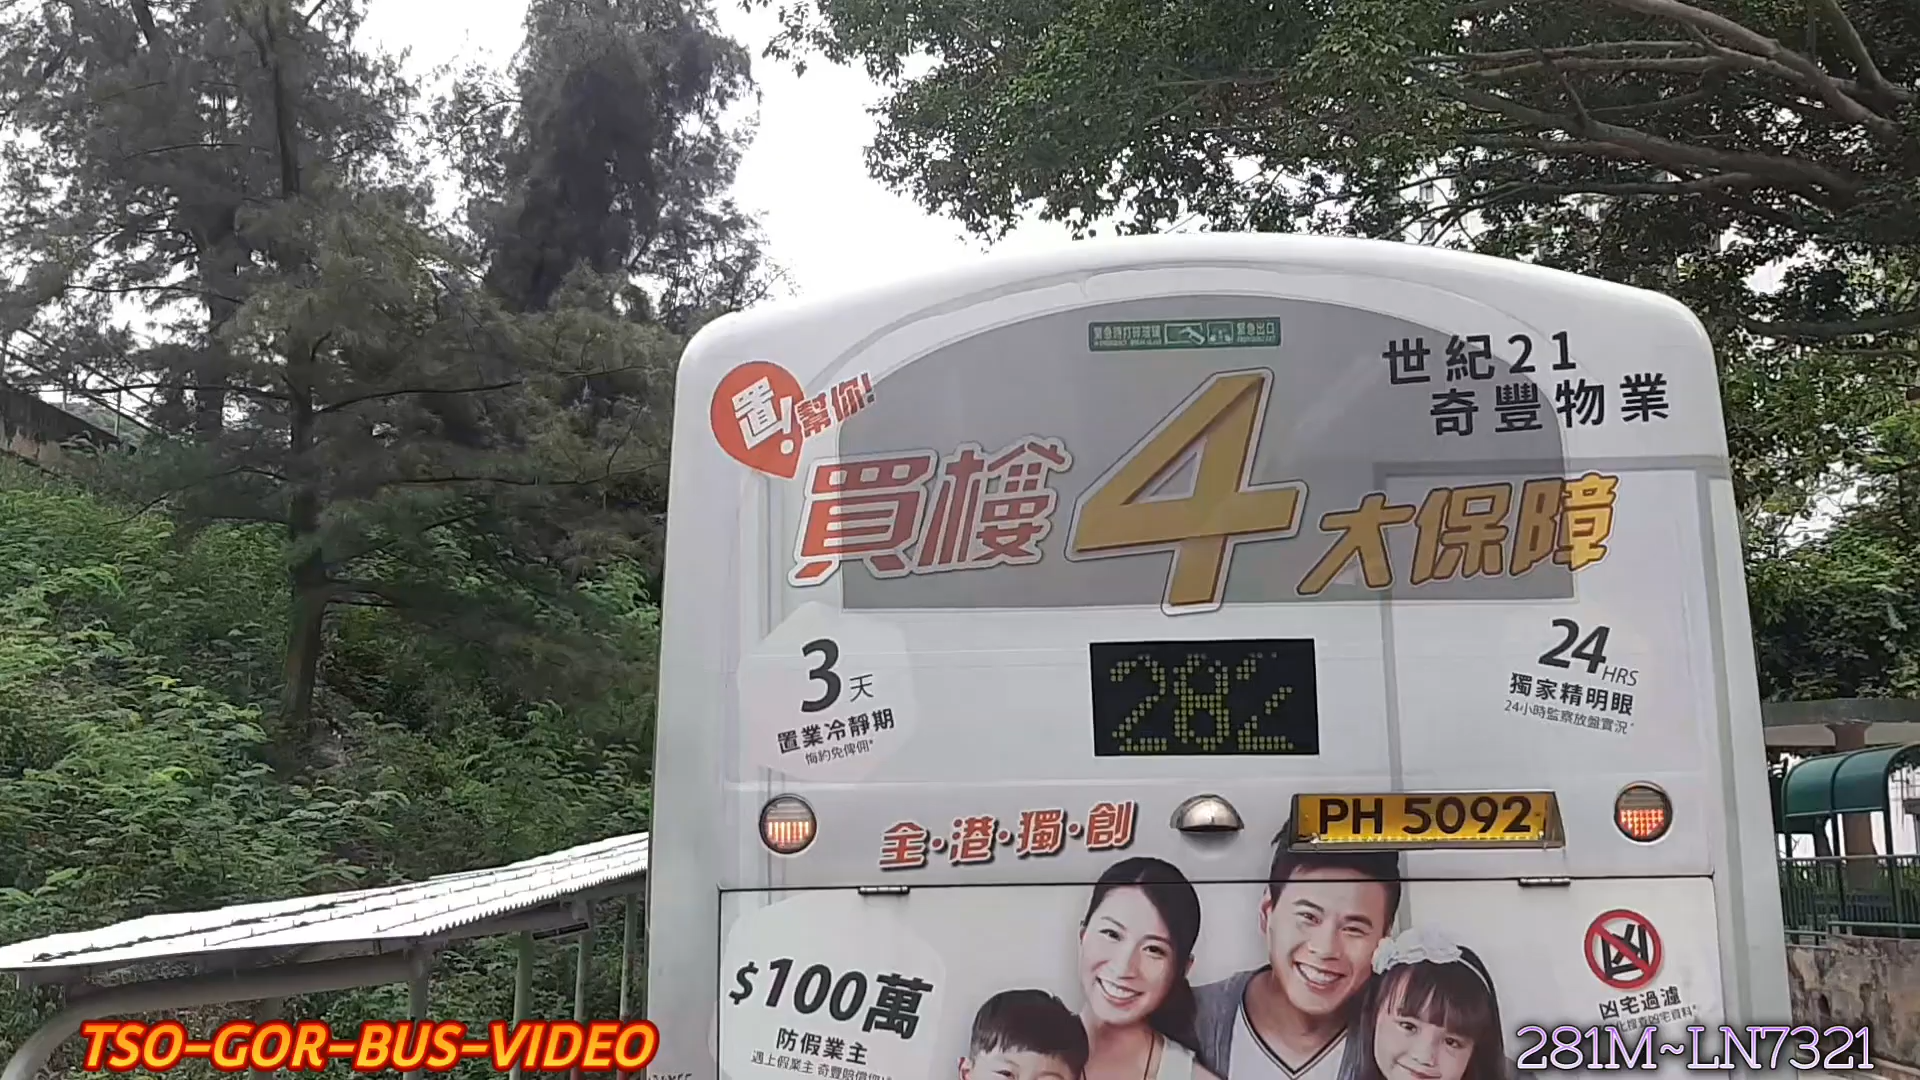 緊急時打碎玻璃 緊急出口
世紀21
奇豐物業
置!幫你!
買樓4大保障
3天
置業冷靜期
悔約免俾佣*
282
24HRS
獨家精明眼
24小時監察放盤實況*
全·港·獨·創
PH 5092
$100萬
防假業主
凶
凶宅過濾
TSO-GOR-BUS-VIDEO
281M~LN7321